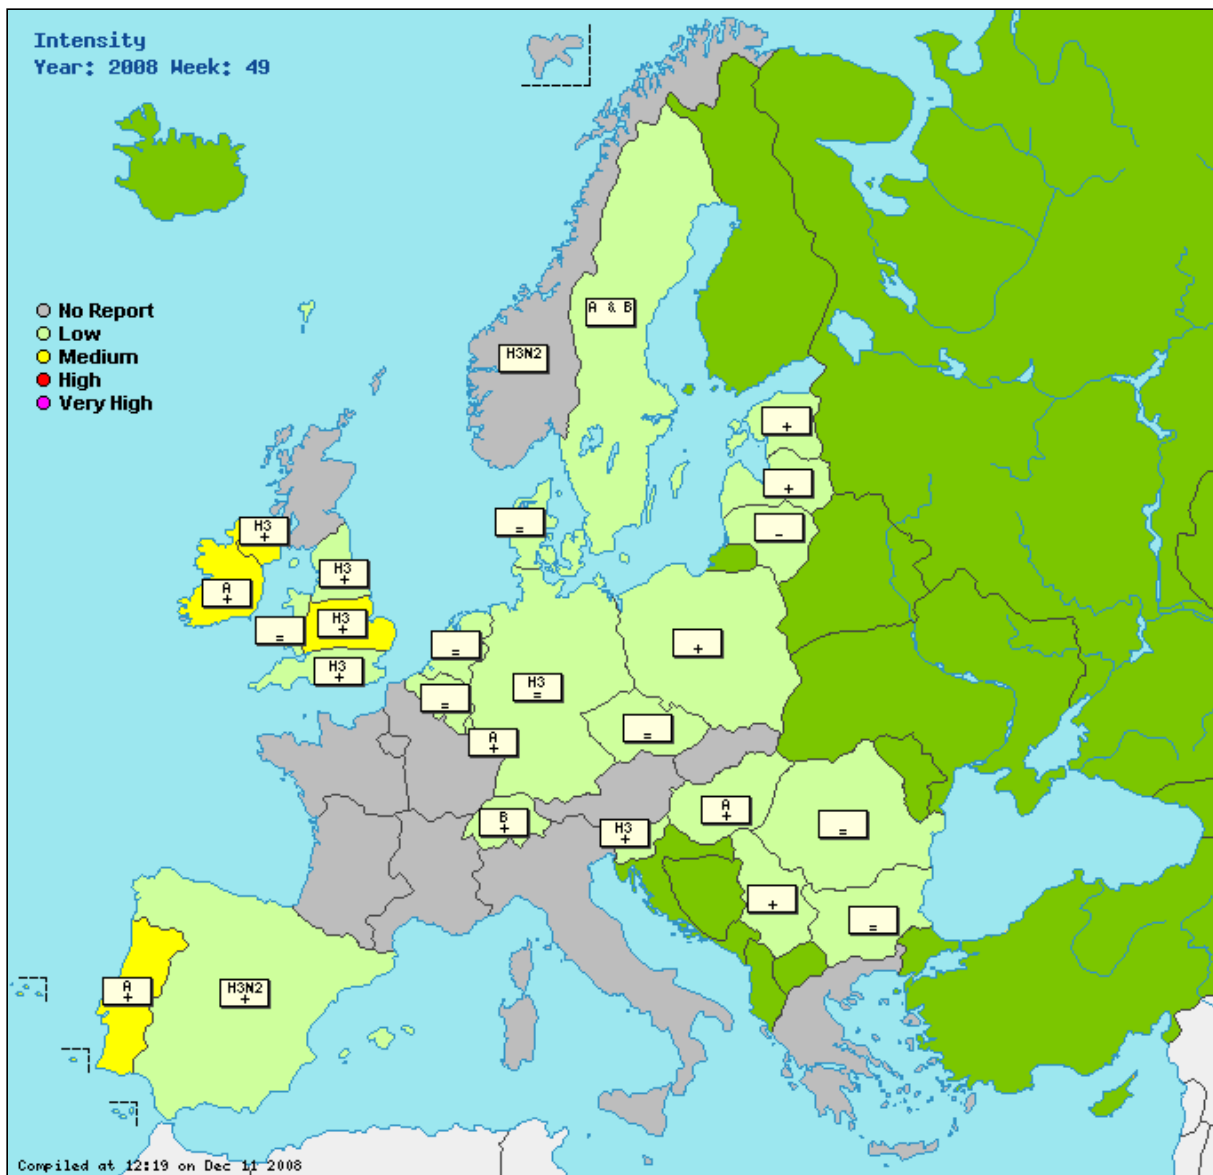 Intensity
Year: 2008 Week: 49
No Report
Low
Medium
High
Very High
A & B
H3N2
+
+
-
=
H3
+
A
+
H3
+
H3
+
=
H3
+
=
=
H3
=
+
A
+
=
B
+
H3
+
A
+
=
+
=
A
+
H3N2
+
Compiled at 12:19 on Dec 11 2008